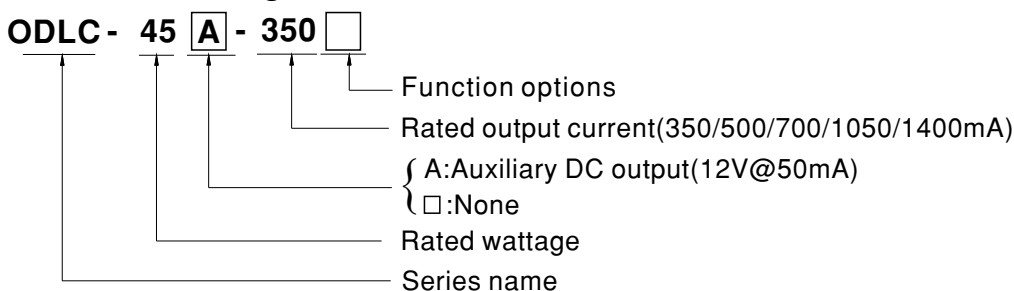 ODLC - 45 A - 350 □
Function options
Rated output current(350/500/700/1050/1400mA)
A:Auxiliary DC output(12V@50mA)
□:None
Rated wattage
Series name